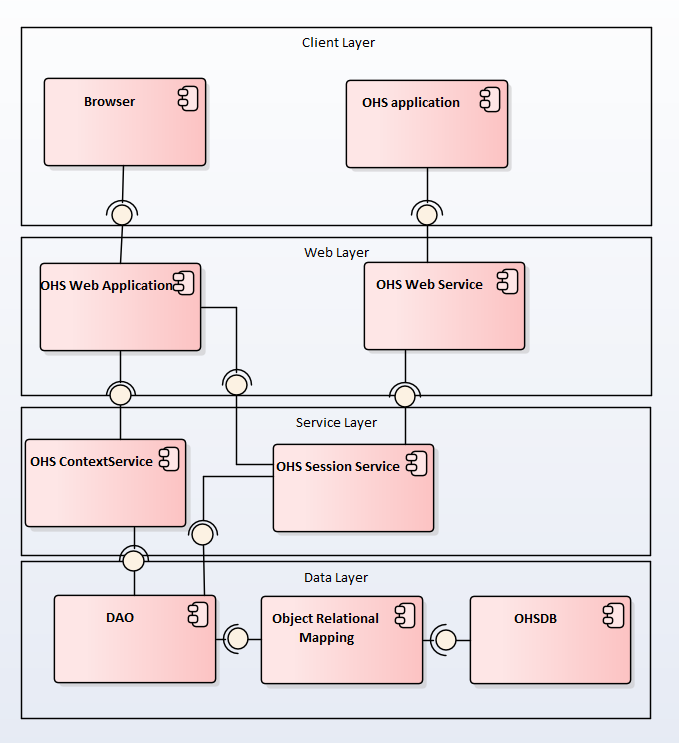 Client Layer
Browser
OHS application
Web Layer
OHS Web Application
OHS Web Service
Service Layer
OHS ContextService
OHS Session Service
Data Layer
DAO
Object Relational
Mapping
OHSDB